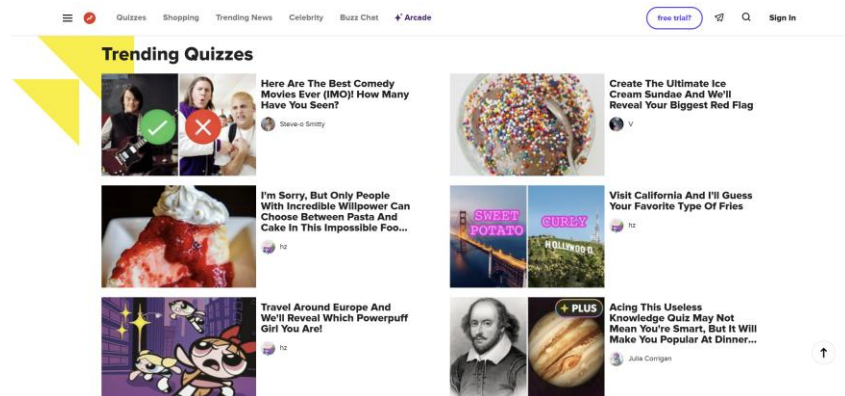 Quizzes Shopping Trending News Celebrity Buzz Chat Arcade free trial? Sign In
Trending Quizzes
Here Are The Best Comedy
Movies Ever (IMO)! How Many
Have You Seen?
Steve-o Smitty
Create The Ultimate Ice
Cream Sundae And We'll
Reveal Your Biggest Red Flag
V
I'm Sorry, But Only People
With Incredible Willpower Can
Choose Between Pasta And
Cake In This Impossible Foo...
hz
SWEET
POTATO
CURLY
HOLLYWOOD
Visit California And I'll Guess
Your Favorite Type Of Fries
hz
Travel Around Europe And
We'll Reveal Which Powerpuff
Girl You Are!
hz
+ PLUS
Acing This Useless
Knowledge Quiz May Not
Mean You're Smart, But It Will
Make You Popular At Dinner...
Julia Corrigan